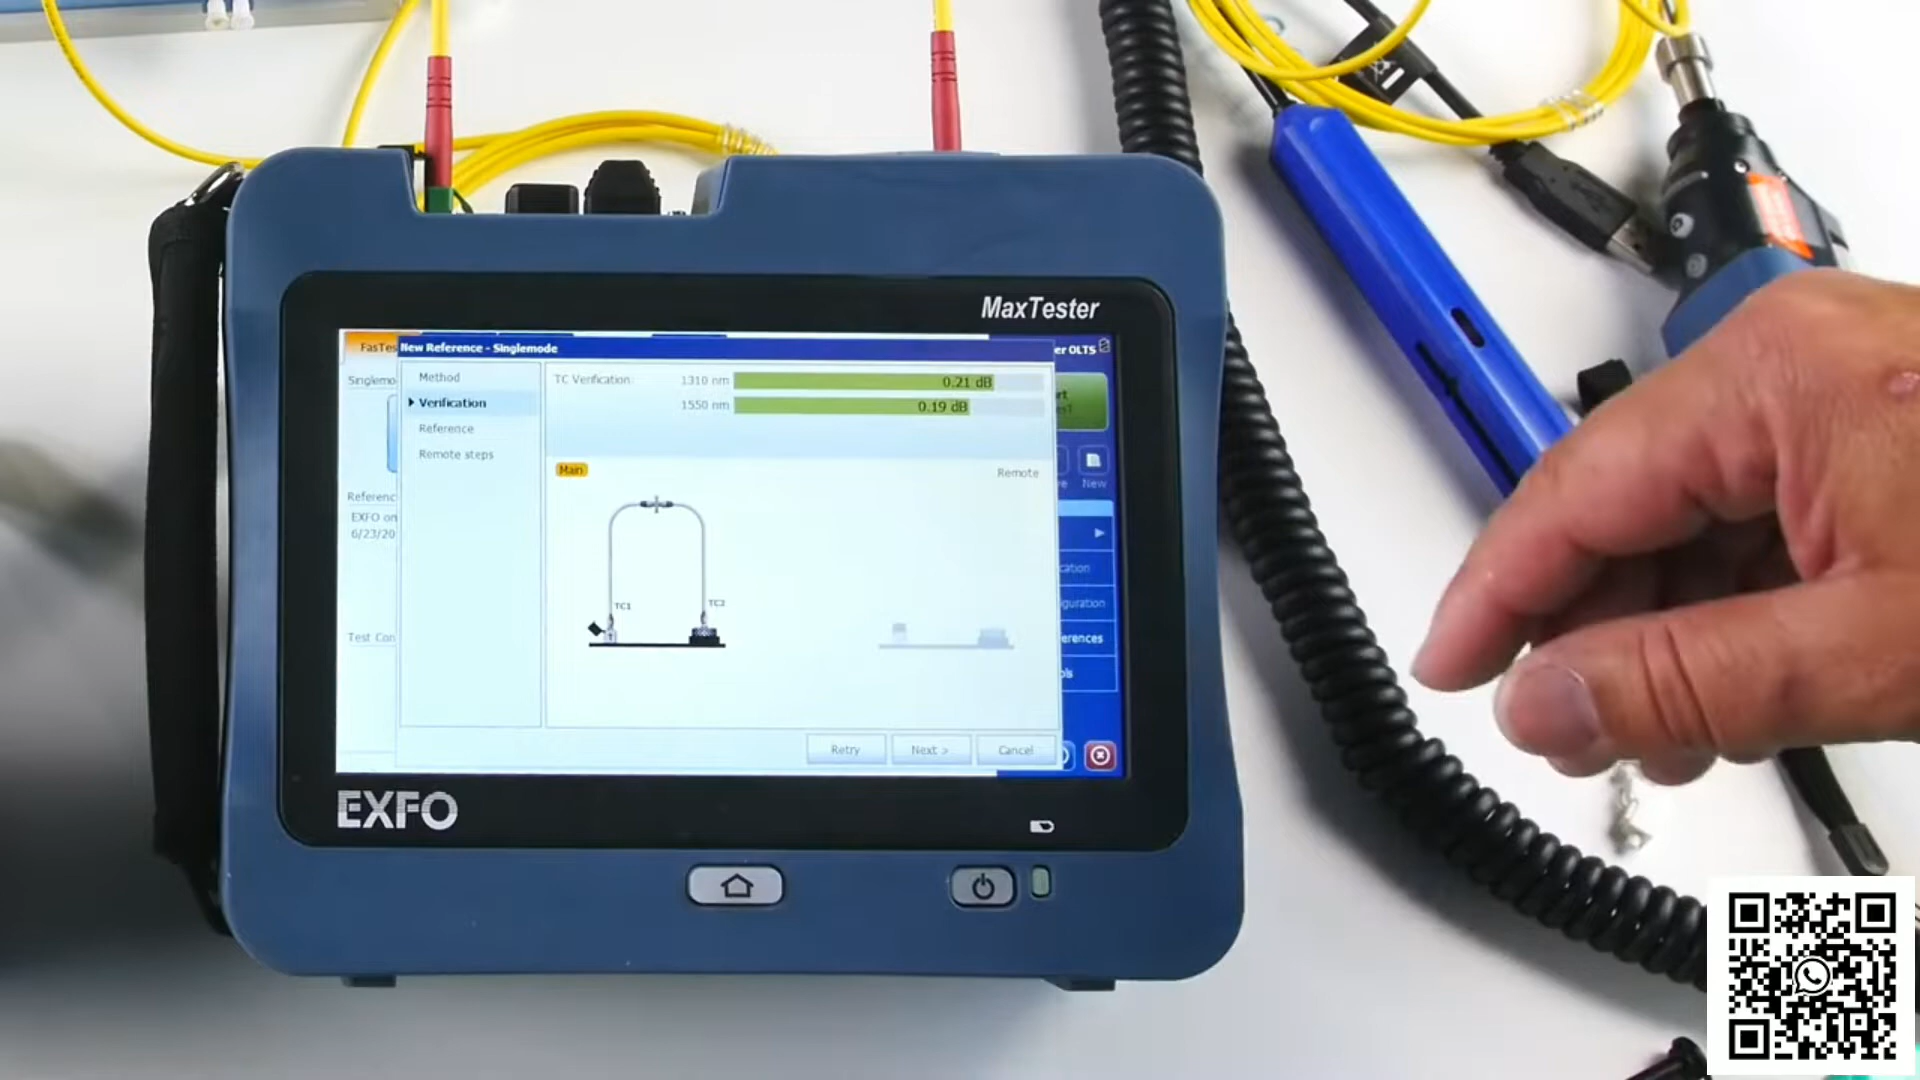 MaxTester
FasTes
New Reference - Singlemode
er OLTS
Singlemo
Method
TC Verification:
1310 nm
0.21 dB
Verification
1550 nm
0.19 dB
Reference
Remote steps
Main
Remote
New
Referenc
EXFO on
6/23/20
TC1
TC2
cation
guration
erences
Test Con
Retry
Next >
Cancel
EXFO